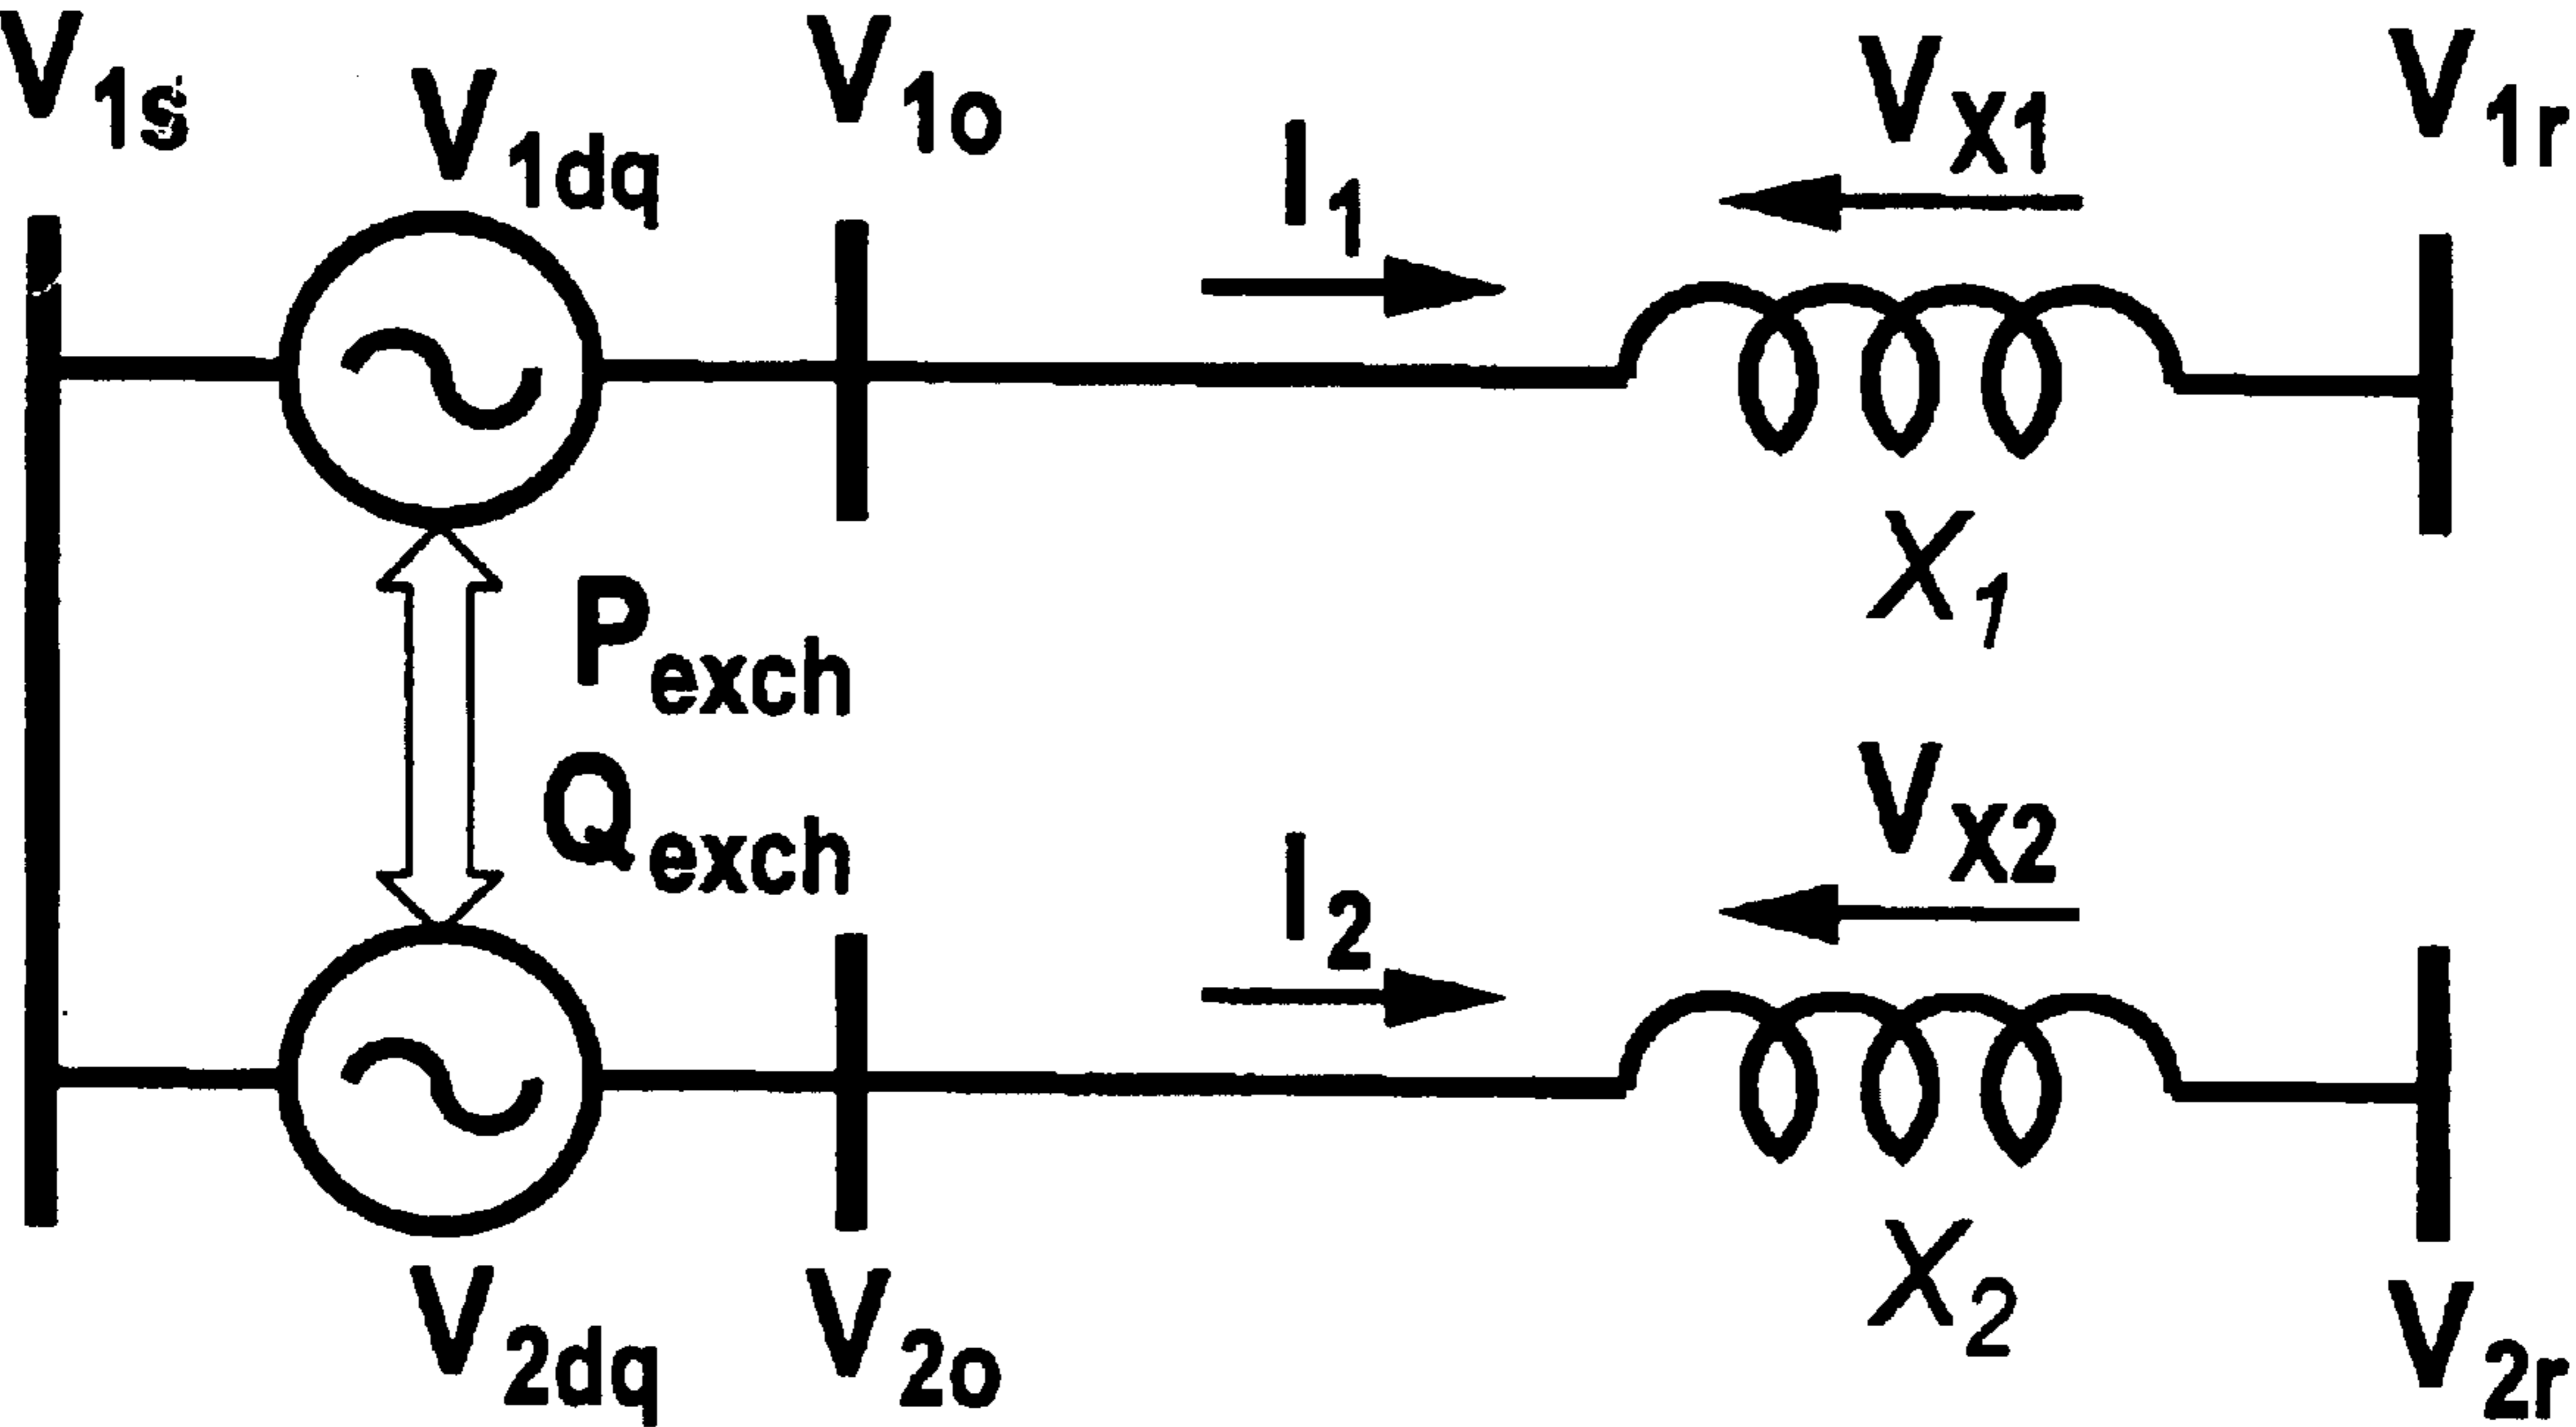 V1s
V1dq
V1o
I1
VX1
V1r
X1
Pexch
Qexch
I2
VX2
X2
V2dq
V2o
V2r